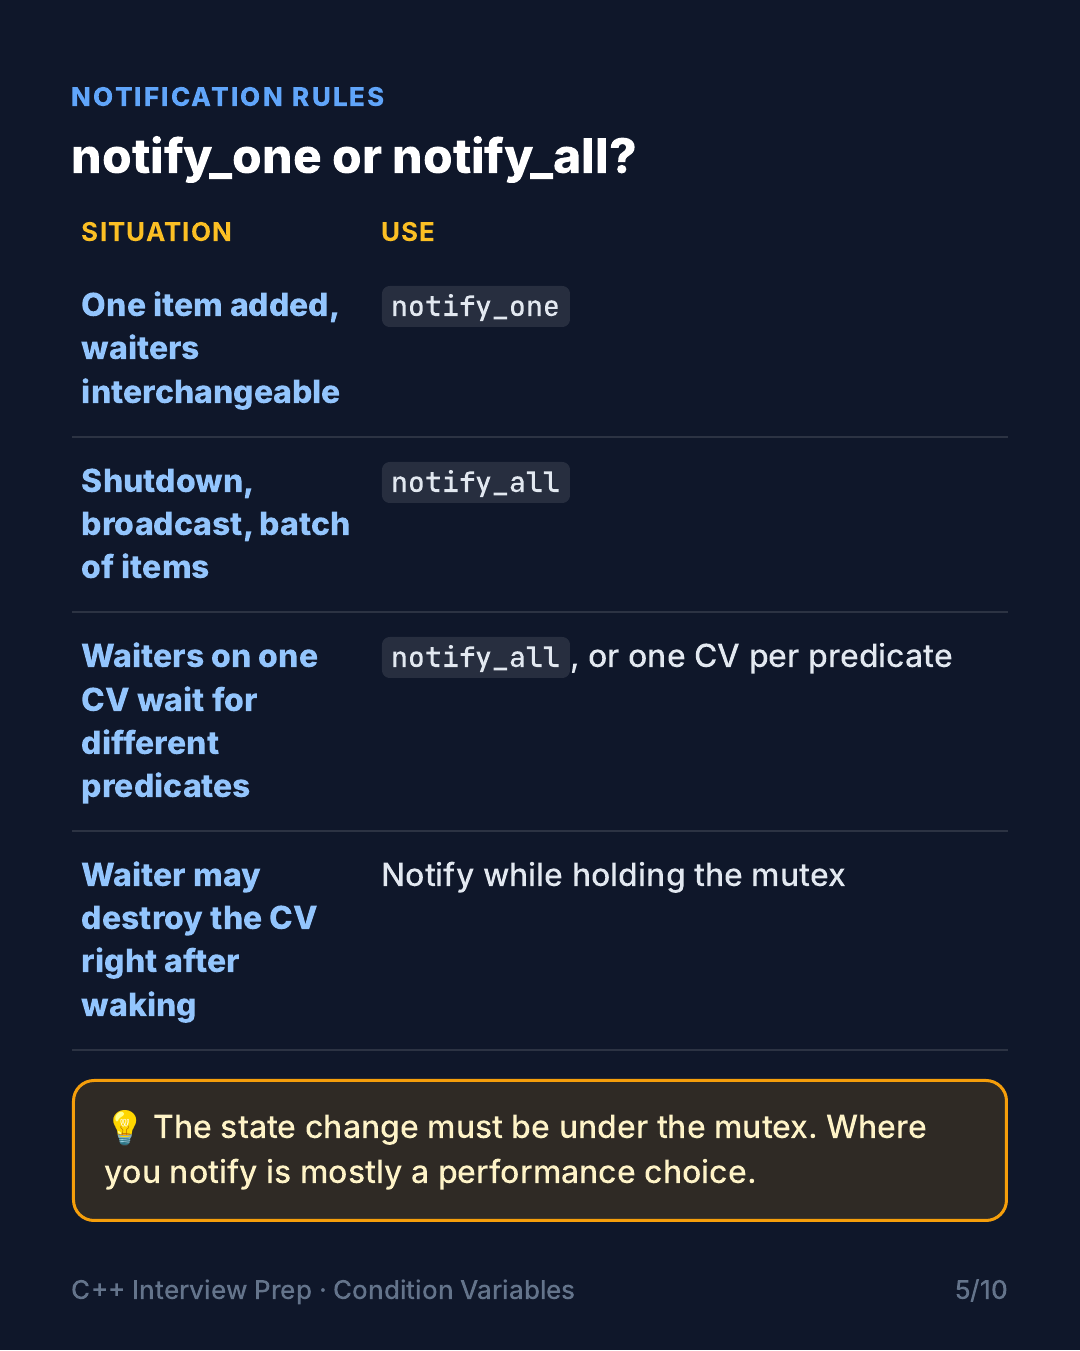 NOTIFICATION RULES
notify_one or notify_all?
SITUATION USE
One item added, notify_one
waiters
interchangeable
Shutdown, notify_all
broadcast, batch
of items
Waiters on one notify_all, or one CV per predicate
CV wait for
different
predicates
Waiter may Notify while holding the mutex
destroy the CV
right after
waking
💡 The state change must be under the mutex. Where
you notify is mostly a performance choice.
C++ Interview Prep · Condition Variables 5/10